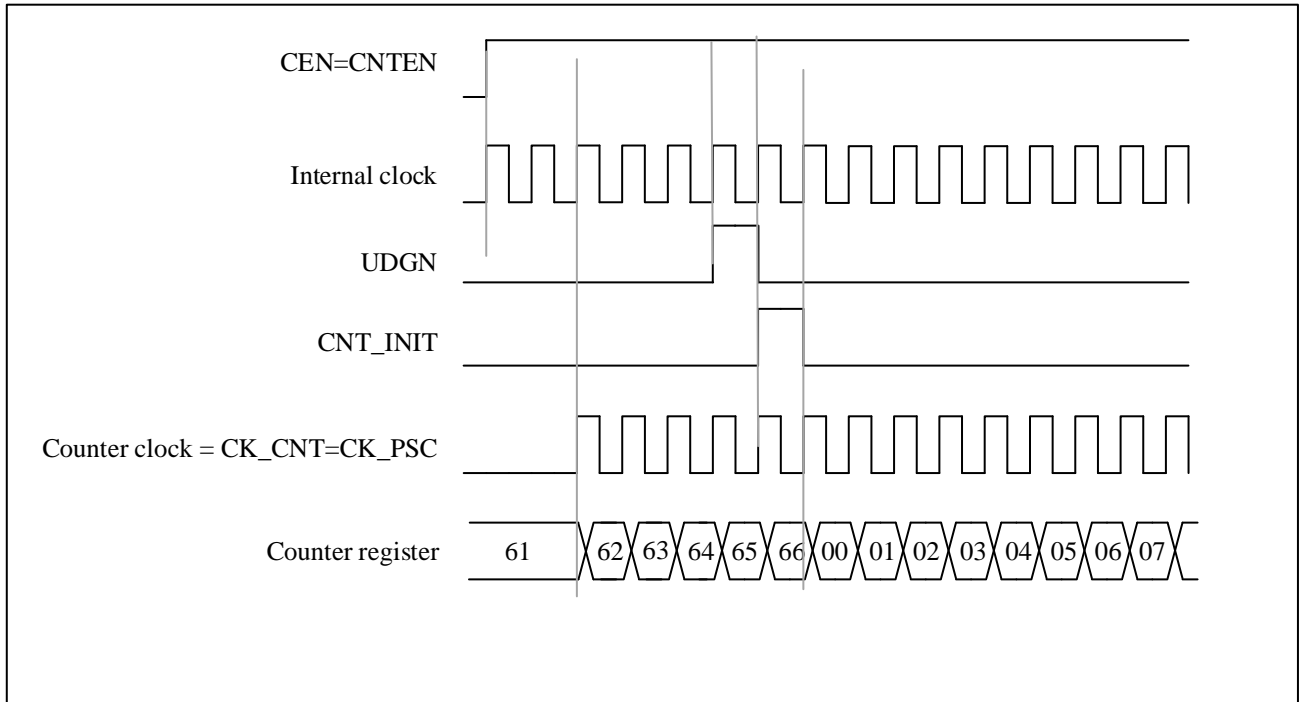 CEN=CNTEN
Internal clock
UDGN
CNT_INIT
Counter clock = CK_CNT=CK_PSC
Counter register 61 62 63 64 65 66 00 01 02 03 04 05 06 07